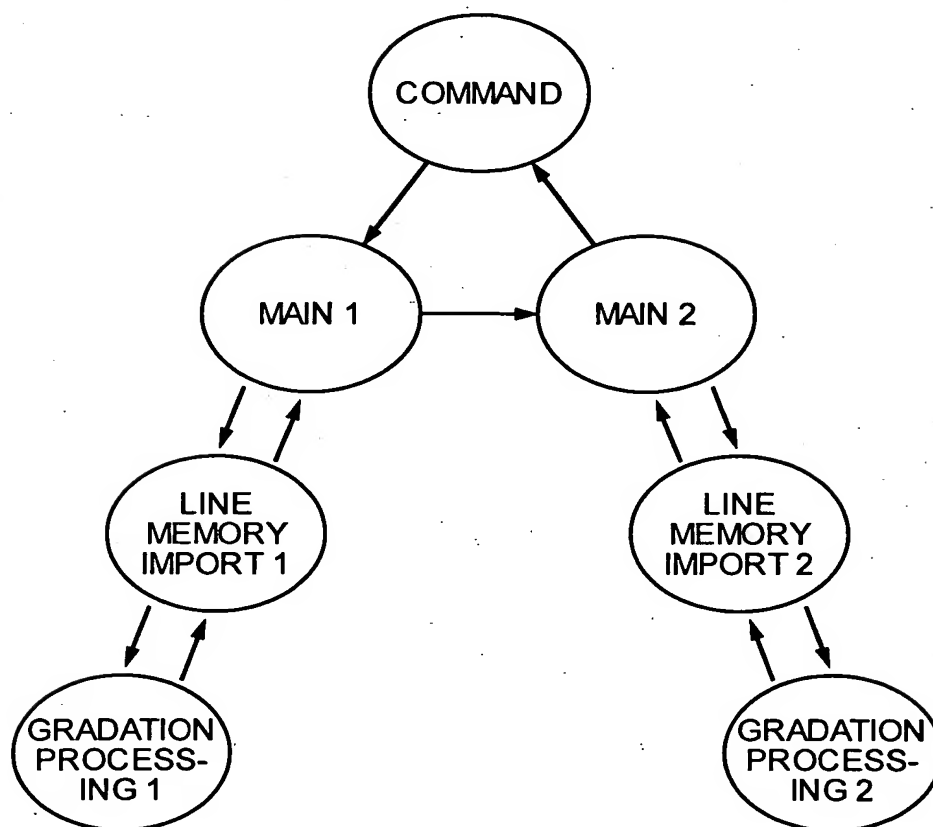 COMMAND
MAIN 1
MAIN 2
LINE
MEMORY
IMPORT 1
LINE
MEMORY
IMPORT 2
GRADATION
PROCESS-
ING 1
GRADATION
PROCESS-
ING 2